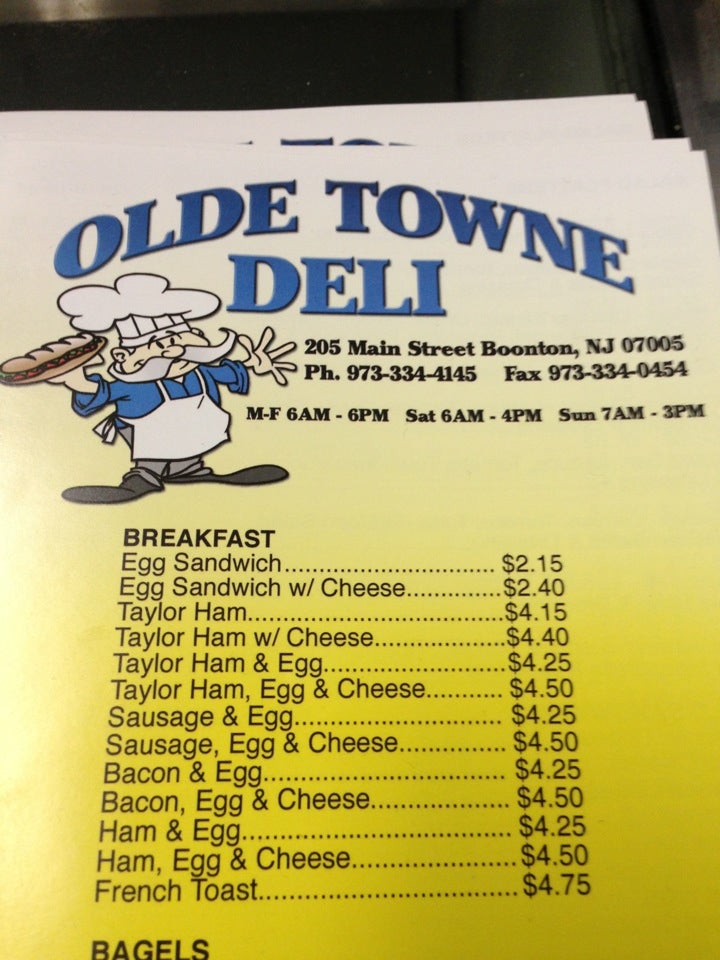 OLDE TOWNE
DELI
205 Main Street Boonton, NJ 07005
Ph. 973-334-4145 Fax 973-334-0454
M-F 6AM - 6PM Sat 6AM - 4PM Sun 7AM - 3PM
BREAKFAST
Egg Sandwich............................... $2.15
Egg Sandwich w/ Cheese..............$2.40
Taylor Ham.....................................$4.15
Taylor Ham w/ Cheese...................$4.40
Taylor Ham & Egg..........................$4.25
Taylor Ham, Egg & Cheese........... $4.50
Sausage & Egg.............................. $4.25
Sausage, Egg & Cheese............... $4.50
Bacon & Egg.................................. $4.25
Bacon, Egg & Cheese................... $4.50
Ham & Egg..................................... $4.25
Ham, Egg & Cheese...................... $4.50
French Toast................................... $4.75
BAGELS